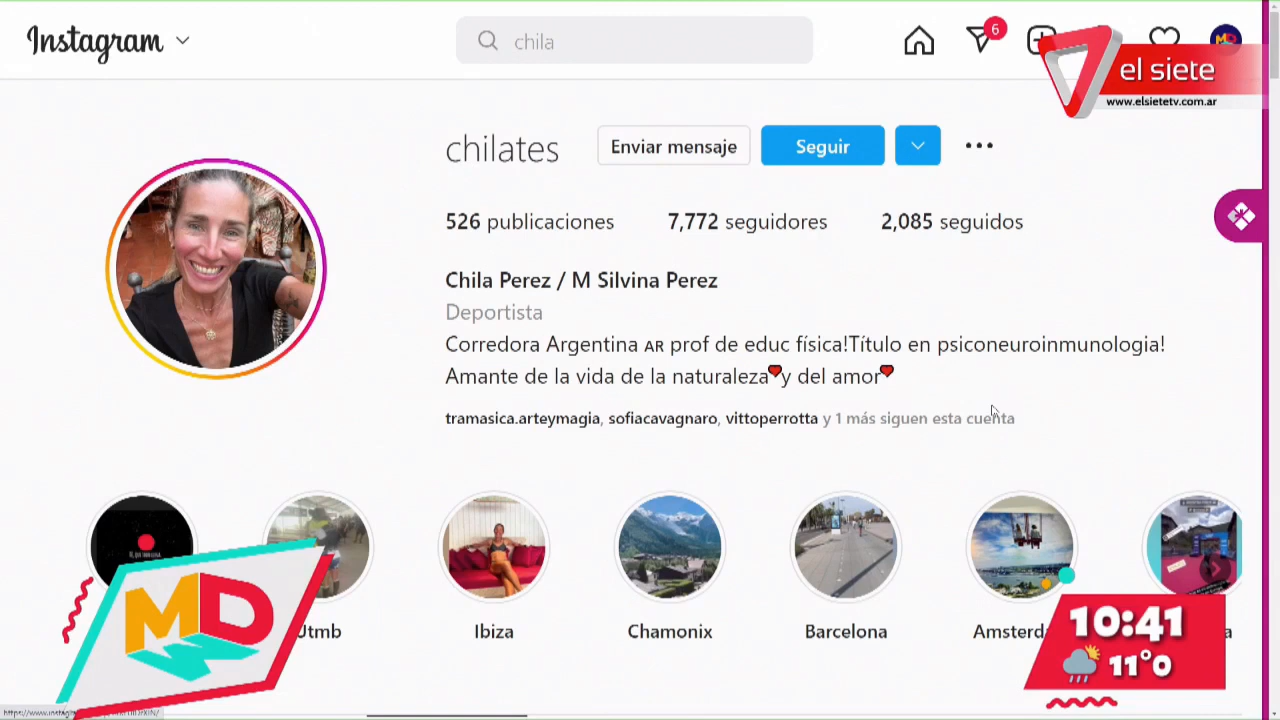 Instagram
chila
6
MD
el siete
www.elsietetv.com.ar
chilates
Enviar mensaje
Seguir
526 publicaciones
7,772 seguidores
2,085 seguidos
Chila Perez / M Silvina Perez
Deportista
Corredora Argentina AR prof de educ física!Título en psiconeuroinmunologia!
Amante de la vida de la naturaleza❤y del amor❤
tramasica.arteymagia, sofiacavagnaro, vittoperrotta y 1 más siguen esta cuenta
Utmb
Ibiza
Chamonix
Barcelona
Amsterd
a
MD
10:41
11°0